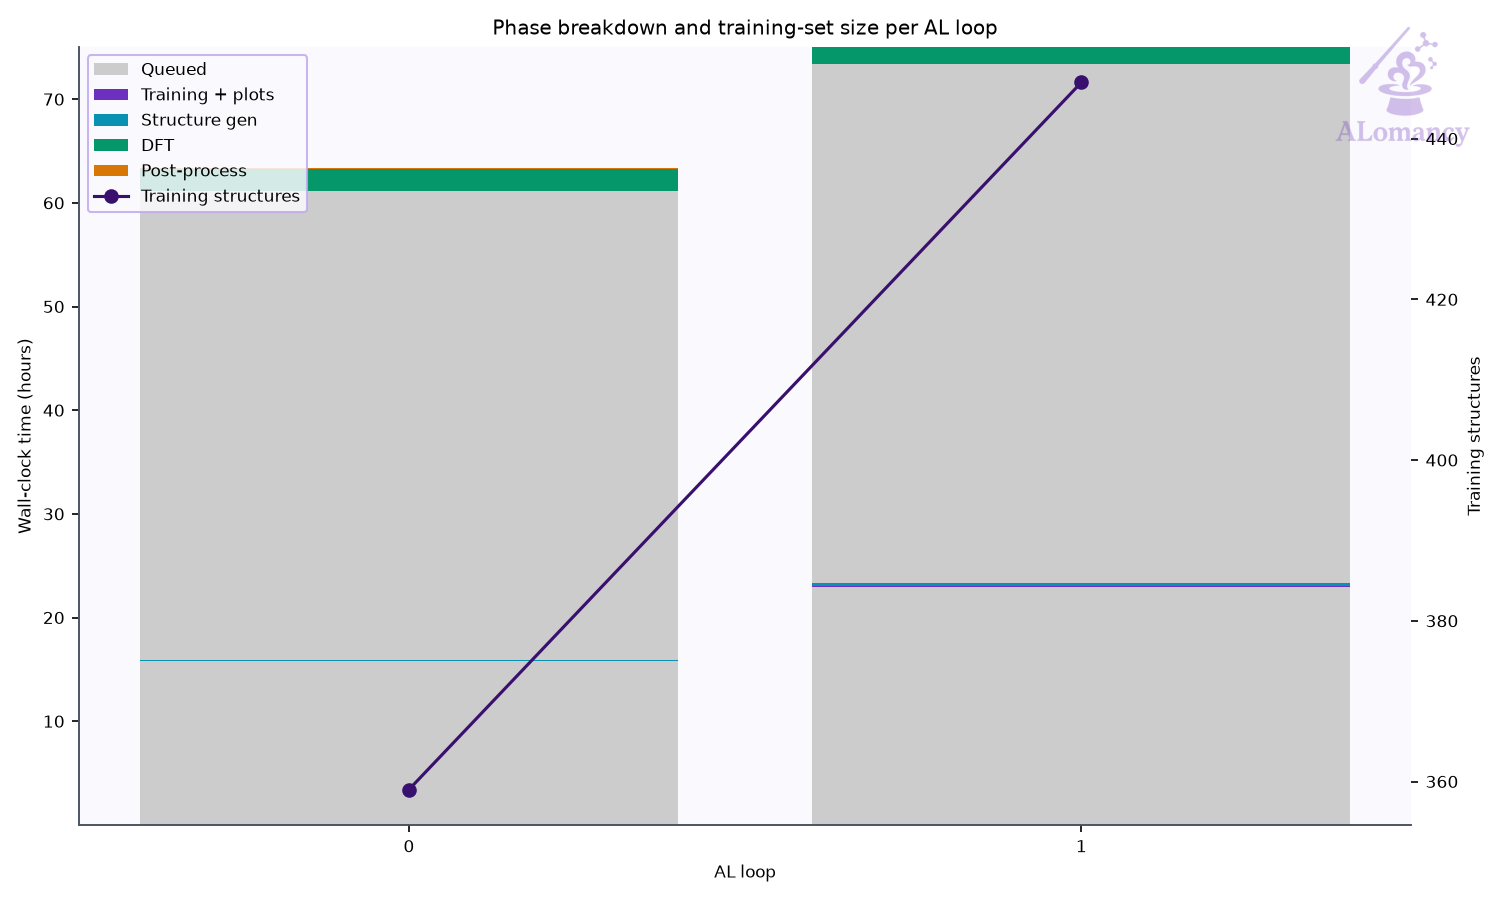 Phase breakdown and training-set size per AL loop
ALomancy
Queued
Training + plots
Structure gen
DFT
Post-process
Training structures
Wall-clock time (hours)
70
60
50
40
30
20
10
440
420
400
380
360
Training structures
0
1
AL loop